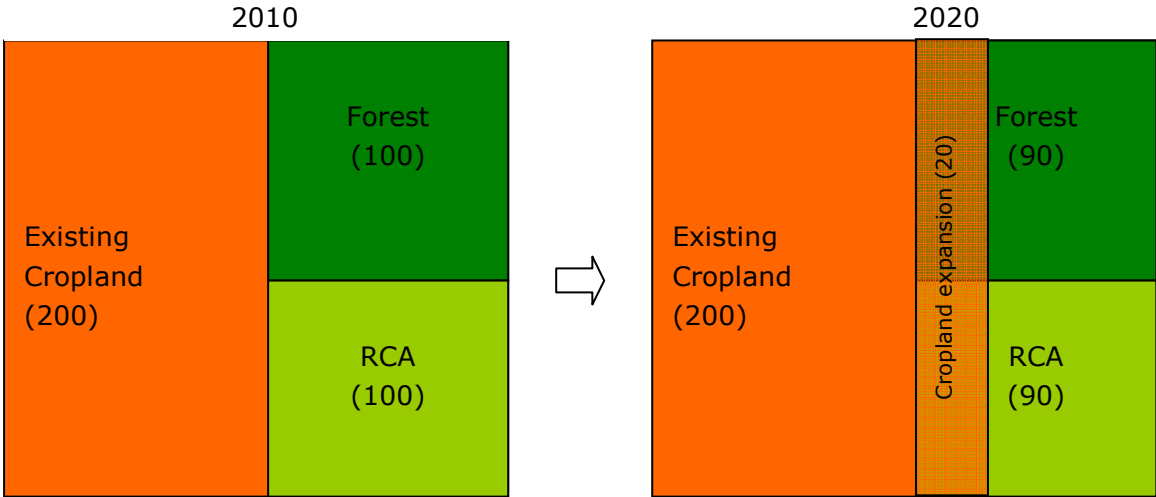 2010
Existing
Cropland
(200)
Forest
(100)
RCA
(100)
2020
Existing
Cropland
(200)
Cropland expansion (20)
Forest
(90)
RCA
(90)